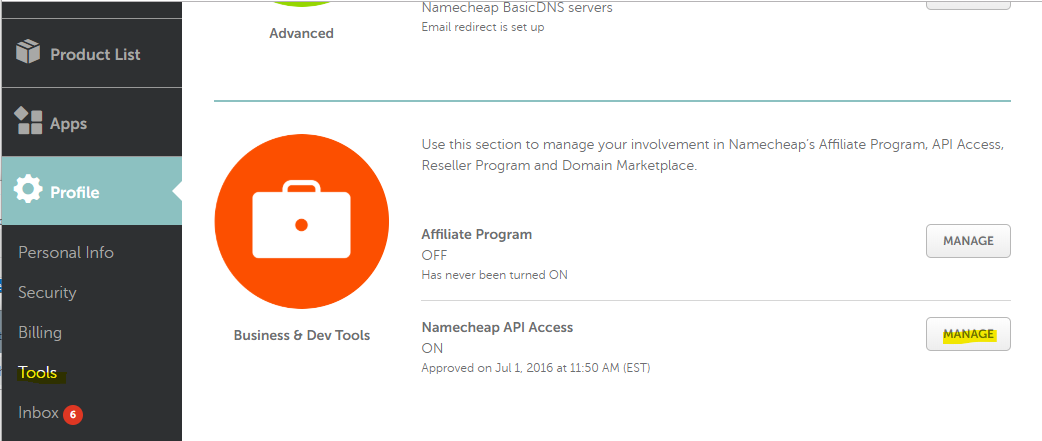 Namecheap BasicDNS servers
Advanced
Email redirect is set up
Product List
Apps
Profile
Personal Info
Security
Billing
Tools
Inbox 6
Use this section to manage your involvement in Namecheap's Affiliate Program, API Access,
Reseller Program and Domain Marketplace.
Business & Dev Tools
Affiliate Program
OFF
Has never been turned ON
MANAGE
Namecheap API Access
ON
Approved on Jul 1, 2016 at 11:50 AM (EST)
MANAGE